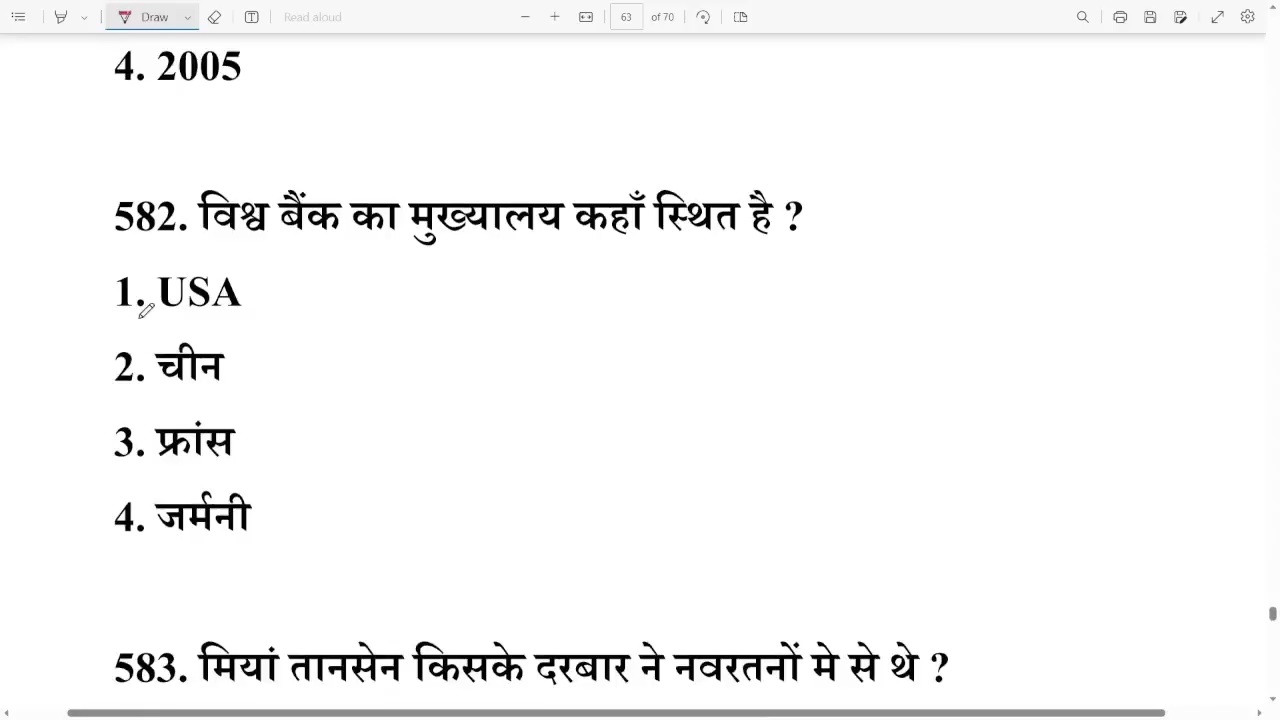 Draw
Read aloud
63
of 70
4. 2005
582. विश्व बैंक का मुख्यालय कहाँ स्थित है ?
1. USA
2. चीन
3. फ्रांस
4. जर्मनी
583. मियां तानसेन किसके दरबार ने नवरतनों मे से थे ?